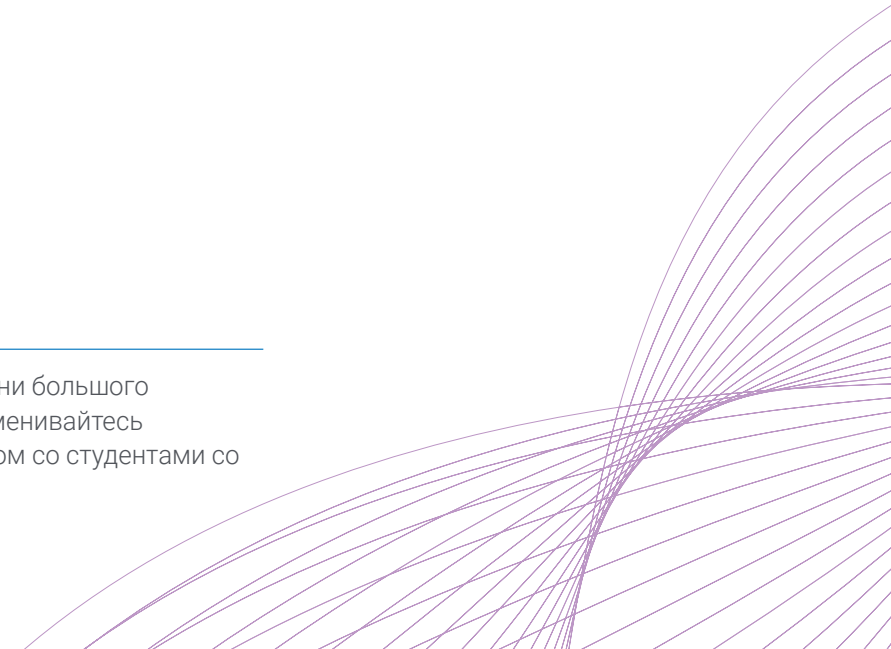 ни большого
менивайтесь
ом со студентами со